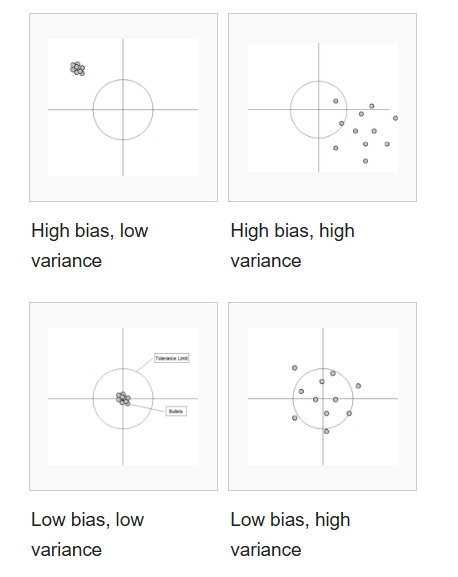 High bias, low
variance
High bias, high
variance
Tolerance Limit
Bullets
Low bias, low
variance
Low bias, high
variance